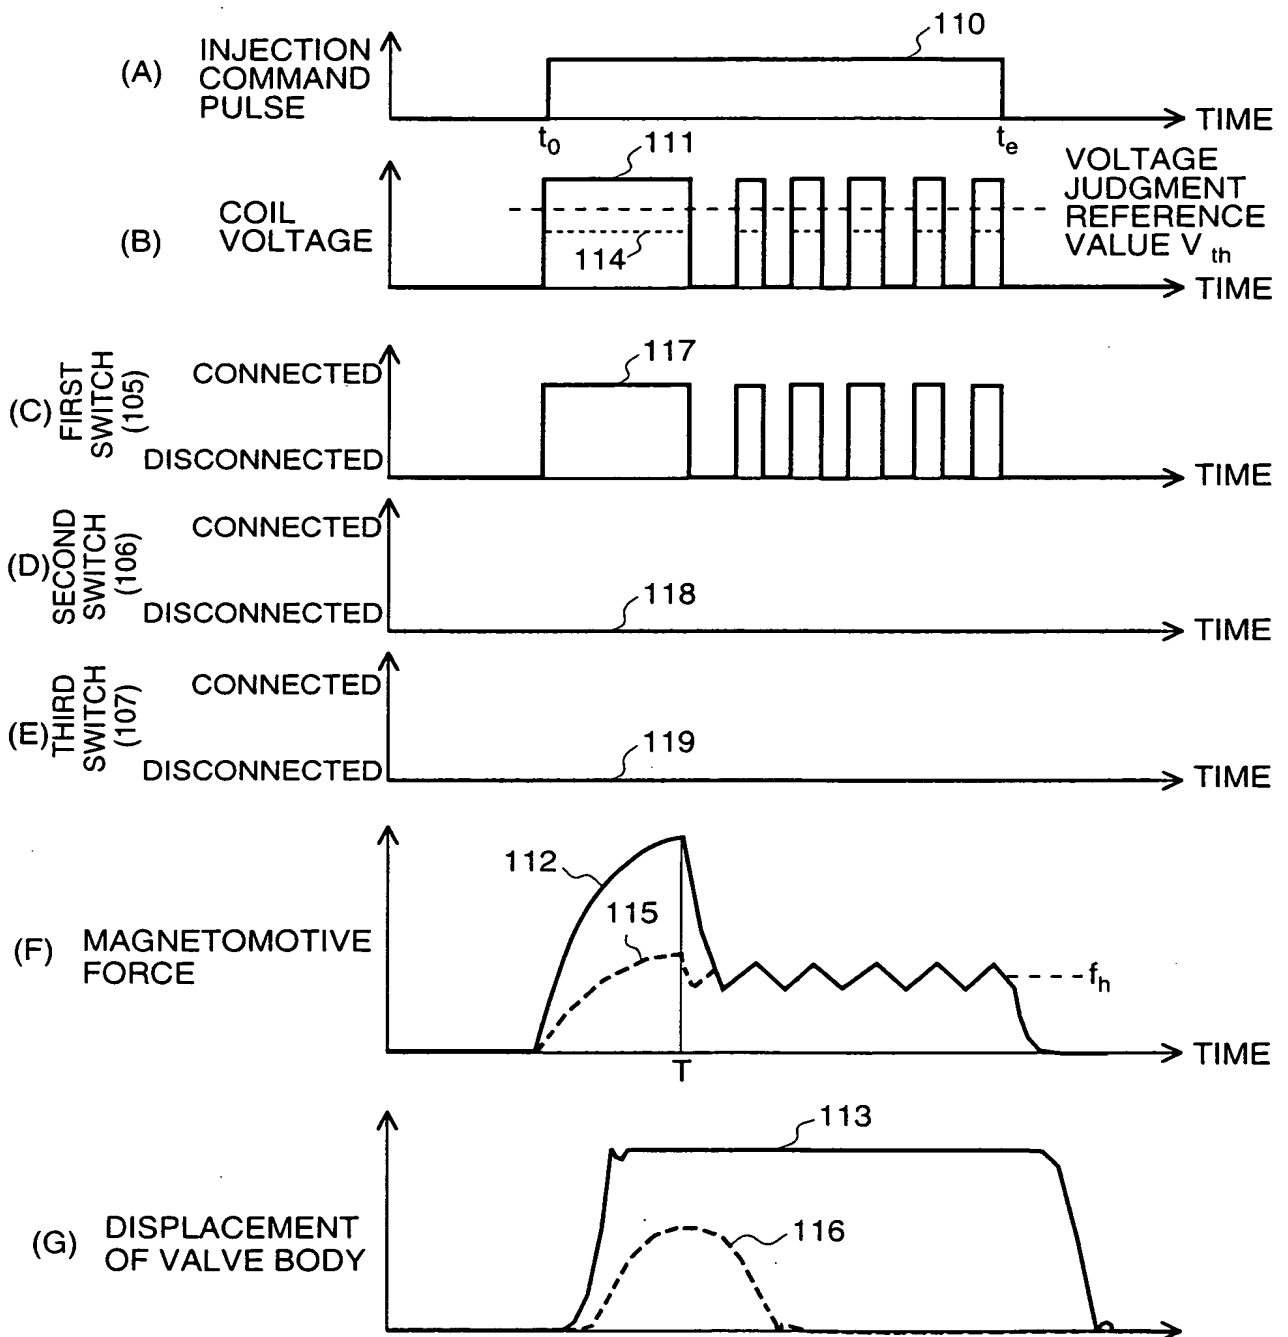 110
(A) INJECTION
COMMAND
PULSE
TIME
t0
te
111
VOLTAGE
JUDGMENT
REFERENCE
VALUE Vth
(B) COIL
VOLTAGE
114
TIME
(C) FIRST
SWITCH
(105)
CONNECTED
117
DISCONNECTED
TIME
(D) SECOND
SWITCH
(106)
CONNECTED
118
DISCONNECTED
TIME
(E) THIRD
SWITCH
(107)
CONNECTED
119
DISCONNECTED
TIME
112
115
(F) MAGNETOMOTIVE
FORCE
fh
TIME
T
113
(G) DISPLACEMENT
OF VALVE BODY
116